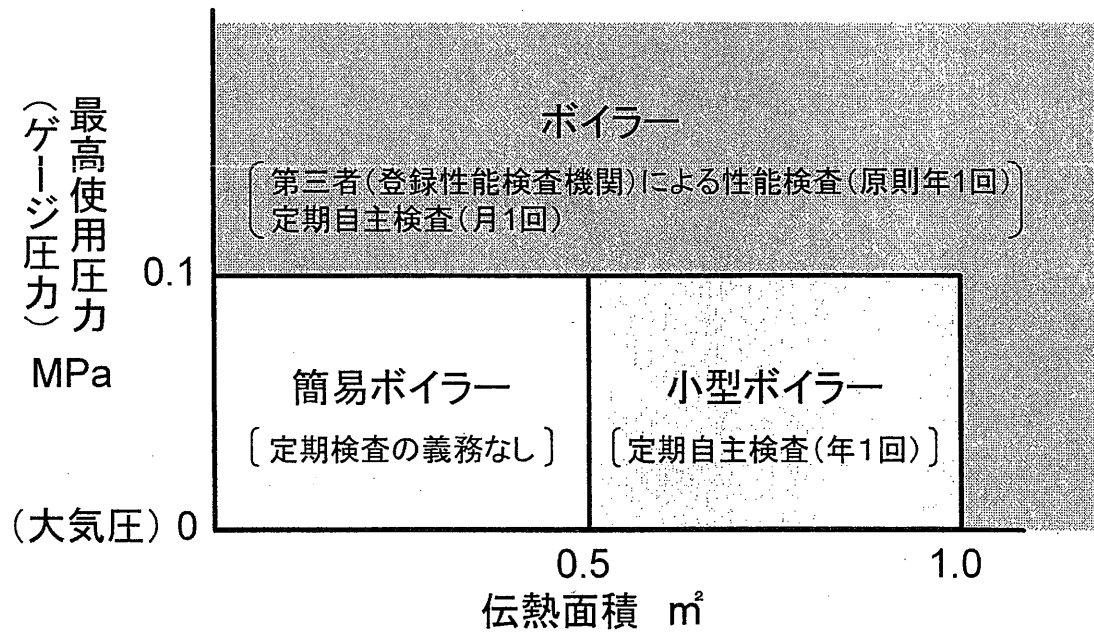 ボイラー
第三者(登録性能検査機関)による性能検査(原則年1回)
定期自主検査(月1回)
最高使用圧力
(ゲージ圧力)
MPa
0.1
簡易ボイラー
〔定期検査の義務なし〕
小型ボイラー
〔定期自主検査(年1回)〕
(大気圧) 0
0.5
1.0
伝熱面積 ㎡